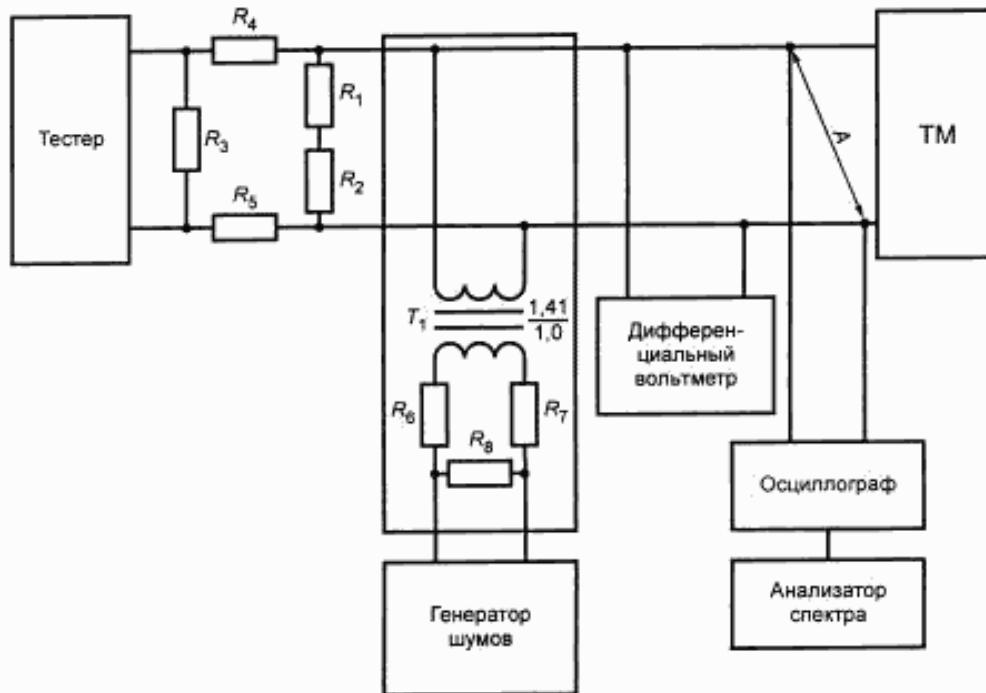 R4
R1
Тестер
R3
R2
R5
А
ТМ
T1
1,41
1,0
Дифферен-
циальный
вольтметр
R6
R7
R8
Осциллограф
Генератор
шумов
Анализатор
спектра